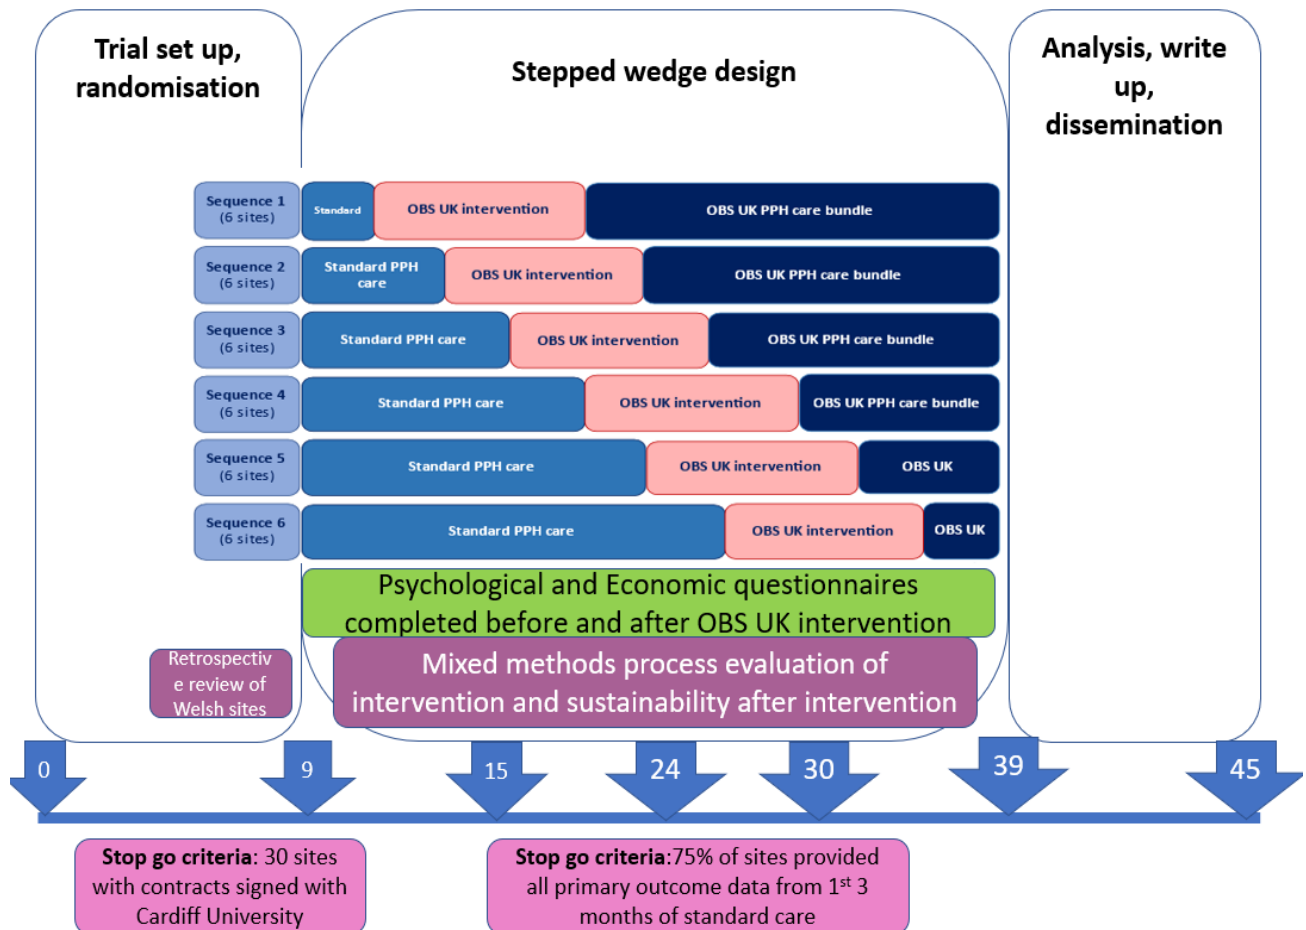 Trial set up,
randomisation
Stepped wedge design
Analysis, write
up,
dissemination
Sequence 1
(6 sites)
Standard
OBS UK intervention
OBS UK PPH care bundle
Sequence 2
(6 sites)
Standard PPH
care
OBS UK intervention
OBS UK PPH care bundle
Sequence 3
(6 sites)
Standard PPH care
OBS UK intervention
OBS UK PPH care bundle
Sequence 4
(6 sites)
Standard PPH care
OBS UK intervention
OBS UK PPH care bundle
Sequence 5
(6 sites)
Standard PPH care
OBS UK intervention
OBS UK
Sequence 6
(6 sites)
Standard PPH care
OBS UK intervention
OBS UK
Psychological and Economic questionnaires
completed before and after OBS UK intervention
Retrospectiv
e review of
Welsh sites
Mixed methods process evaluation of
intervention and sustainability after intervention
0
9
15
24
30
39
45
Stop go criteria: 30 sites
with contracts signed with
Cardiff University
Stop go criteria:75% of sites provided
all primary outcome data from 1st 3
months of standard care